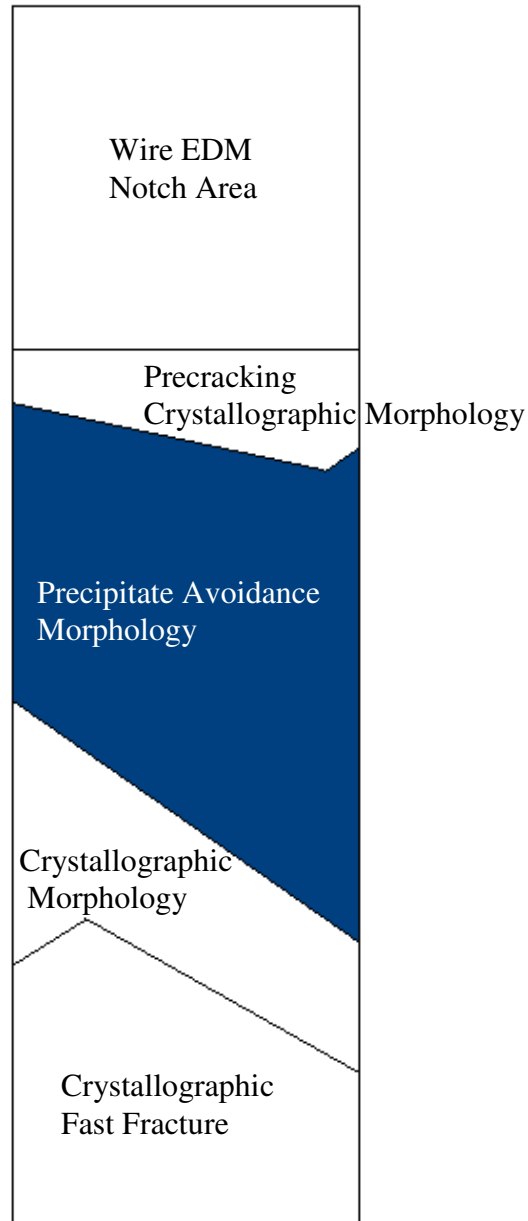 Wire EDM
Notch Area
Precracking
Crystallographic Morphology
Precipitate Avoidance
Morphology
Crystallographic
Morphology
Crystallographic
Fast Fracture